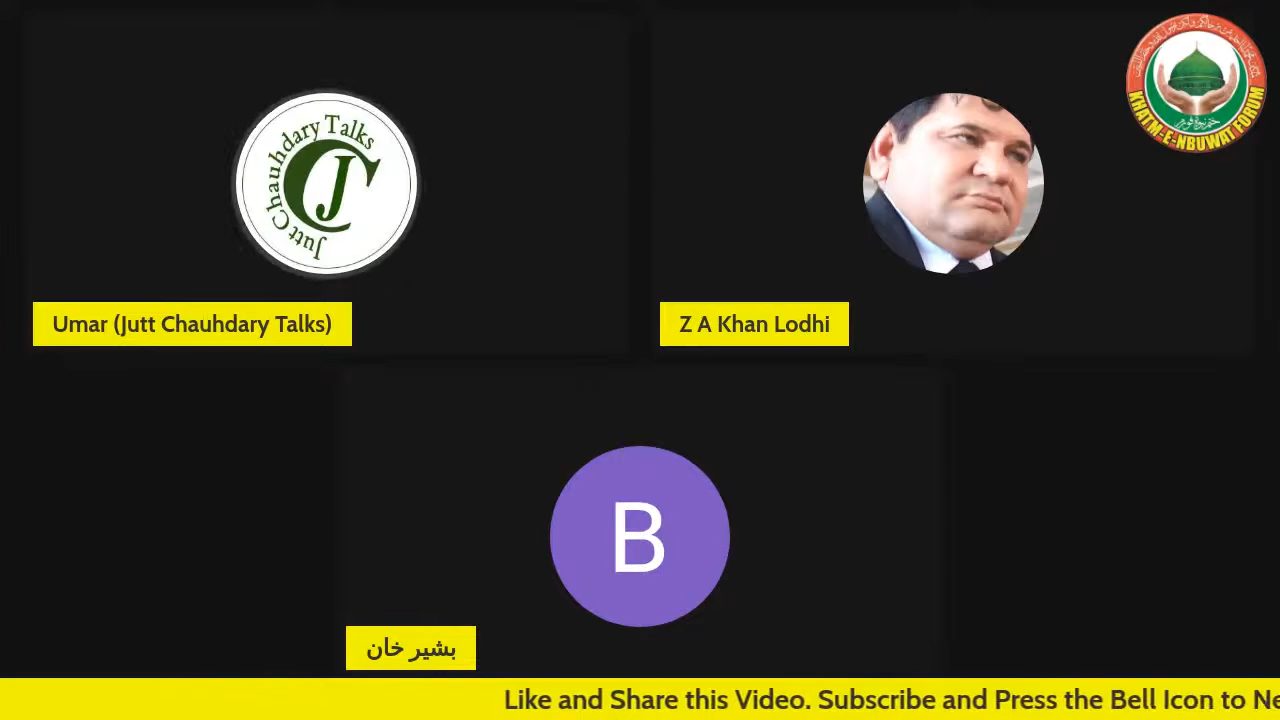 Jutt Chauhdary Talks
CJ
KHATM-E-NBUWAT FORUM
Umar (Jutt Chauhdary Talks)
Z A Khan Lodhi
B
بشیر خان
Like and Share this Video. Subscribe and Press the Bell Icon to Ne